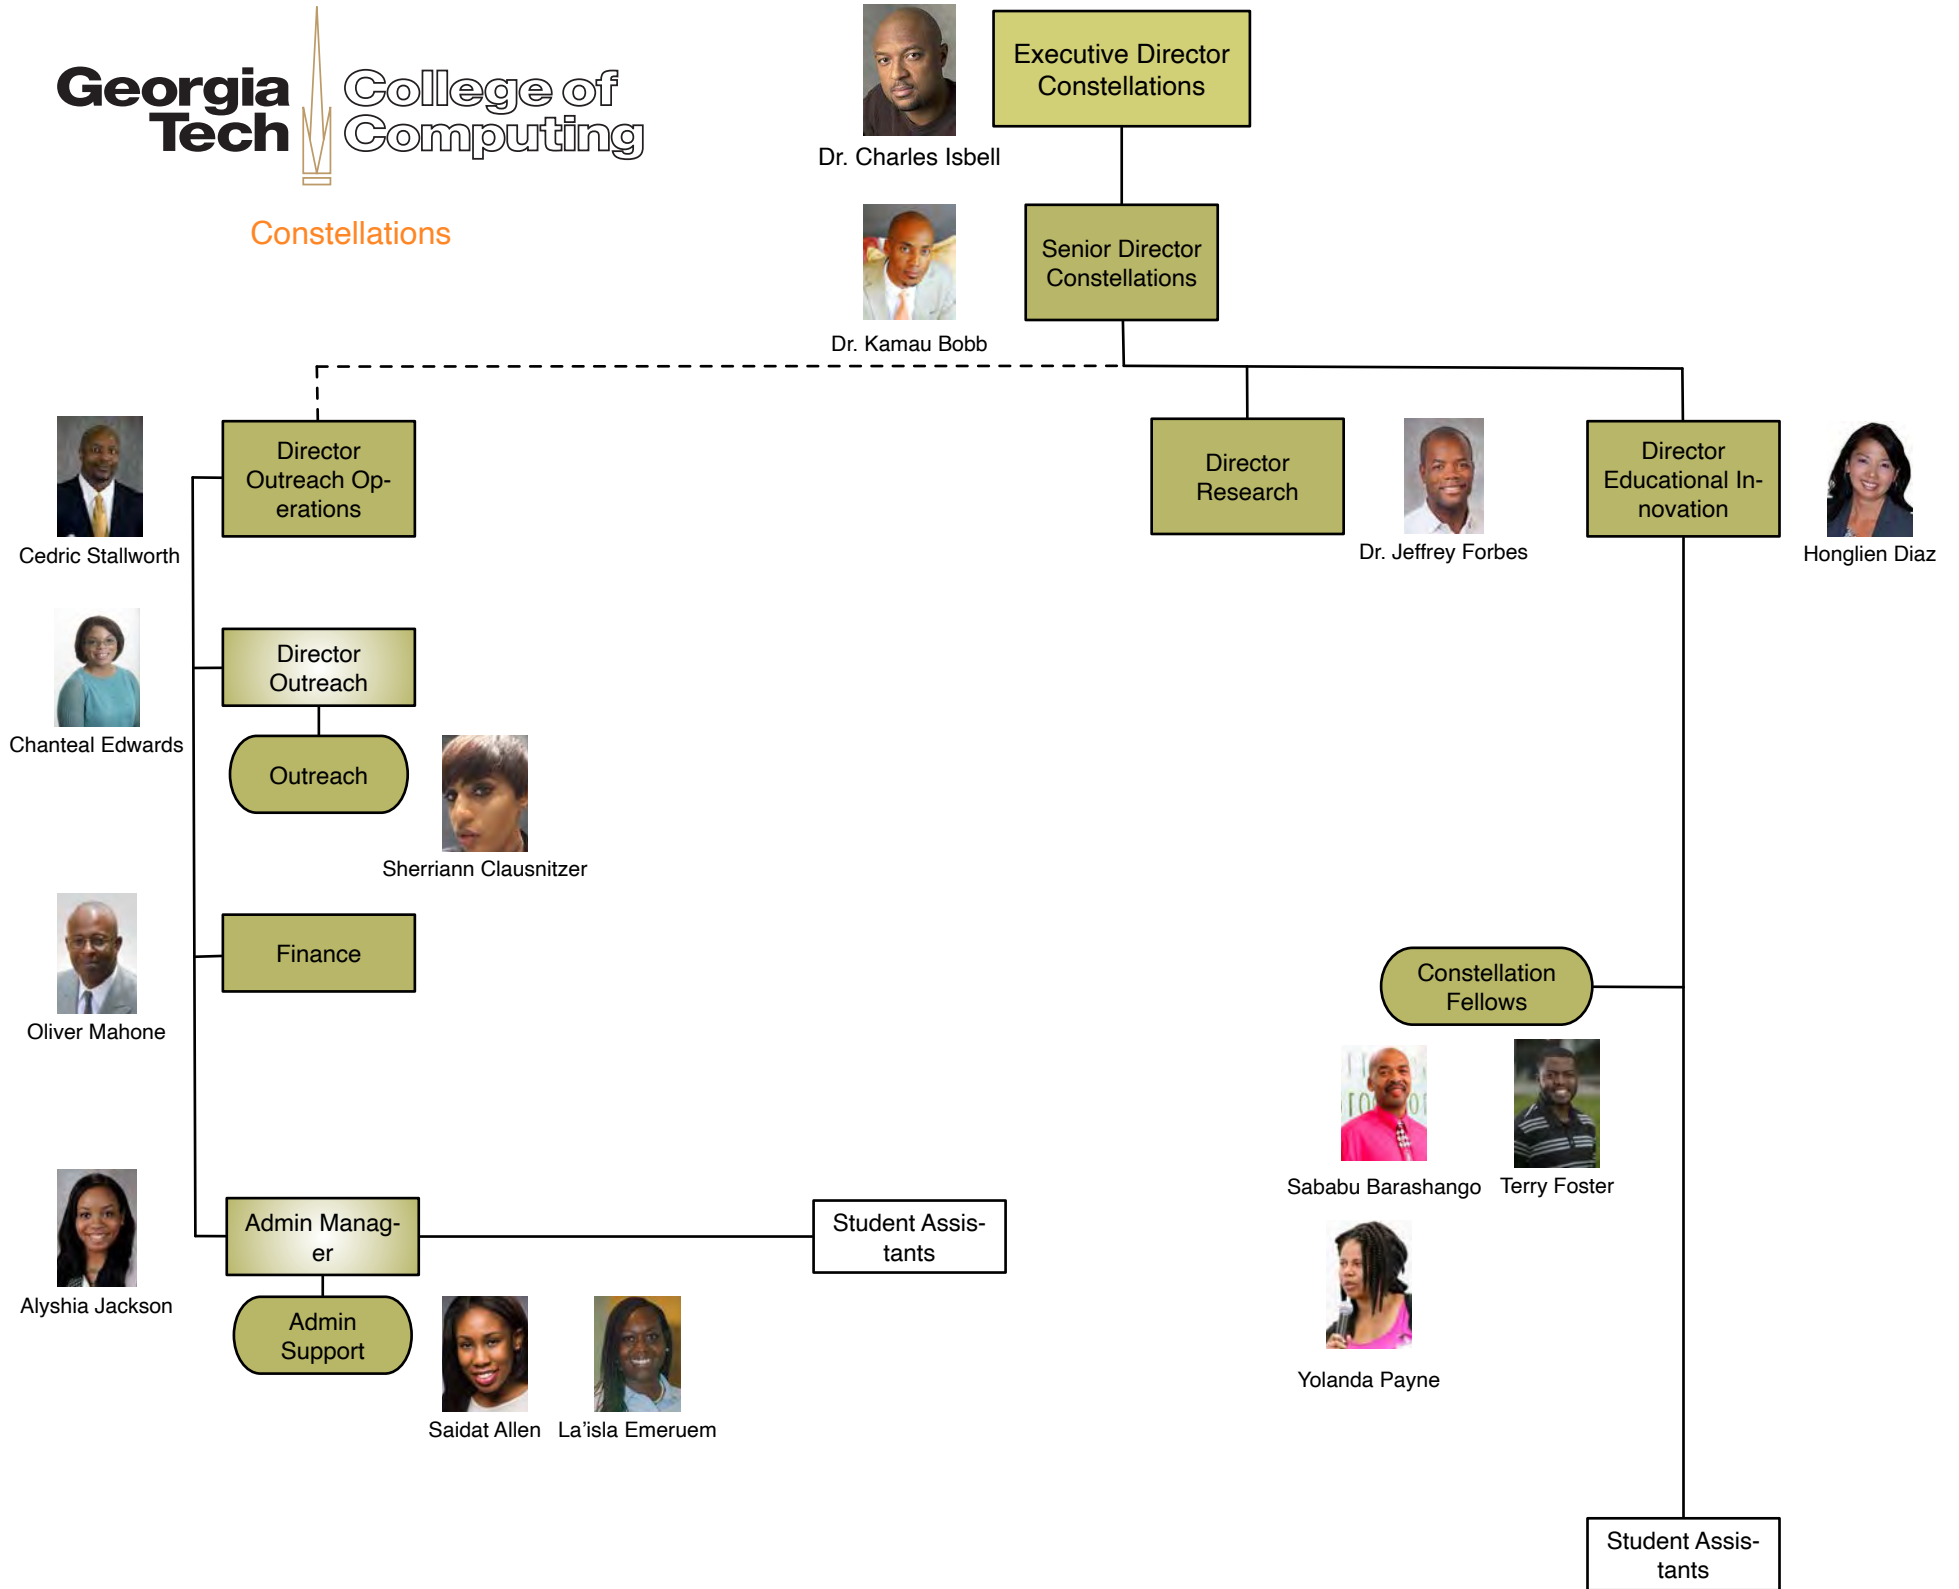 Georgia
Tech
College of
Computing
Constellations
Dr. Charles Isbell
Executive Director
Constellations
Dr. Kamau Bobb
Senior Director
Constellations
Cedric Stallworth
Director
Outreach Op-
erations
Director
Research
Dr. Jeffrey Forbes
Director
Educational In-
novation
Honglien Diaz
Chanteal Edwards
Director
Outreach
Outreach
Sherriann Clausnitzer
Oliver Mahone
Finance
Constellation
Fellows
Sababu Barashango
Terry Foster
Yolanda Payne
Alyshia Jackson
Admin Manag-
er
Student Assis-
tants
Admin
Support
Saidat Allen
La’isla Emeruem
Student Assis-
tants